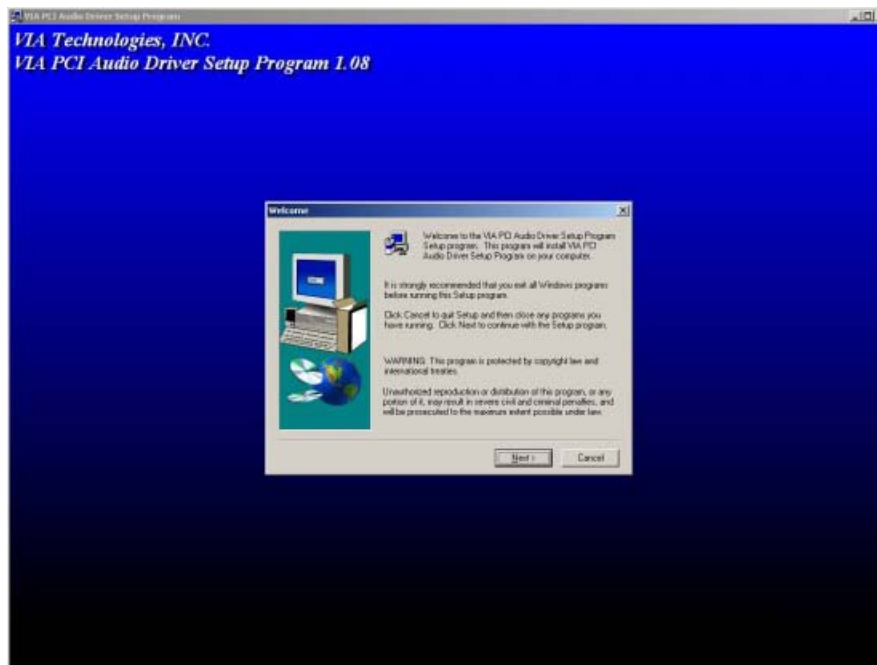 VIA PCI Audio Driver Setup Program
VIA Technologies, INC.
VIA PCI Audio Driver Setup Program 1.08
Welcome
Welcome to the VIA PCI Audio Driver Setup Program
Setup program. This program will install VIA PCI
Audio Driver Setup Program on your computer.
It is strongly recommended that you exit all Windows programs
before running this Setup program.
Click Cancel to quit Setup and then close any programs you
have running. Click Next to continue with the Setup program.
WARNING: This program is protected by copyright law and
international treaties.
Unauthorized reproduction or distribution of this program, or any
portion of it, may result in severe civil and criminal penalties, and
will be prosecuted to the maximum extent possible under law.
Next >
Cancel